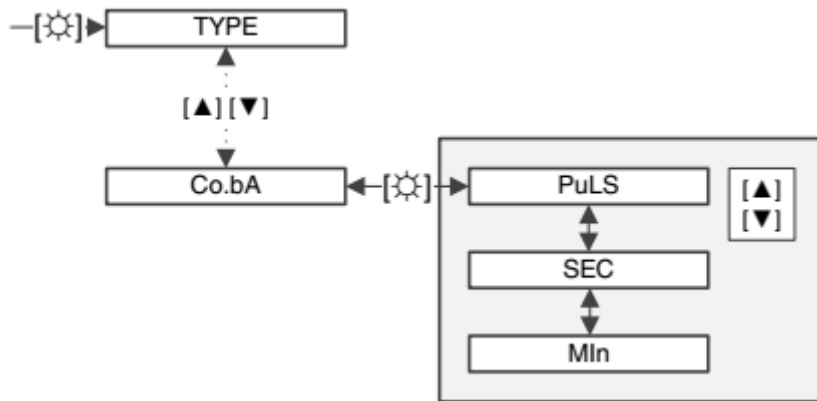 [☼] TYPE
[▲] [▼]
Co.bA [☼] PuLS [▲]
[▼]
SEC
MIn